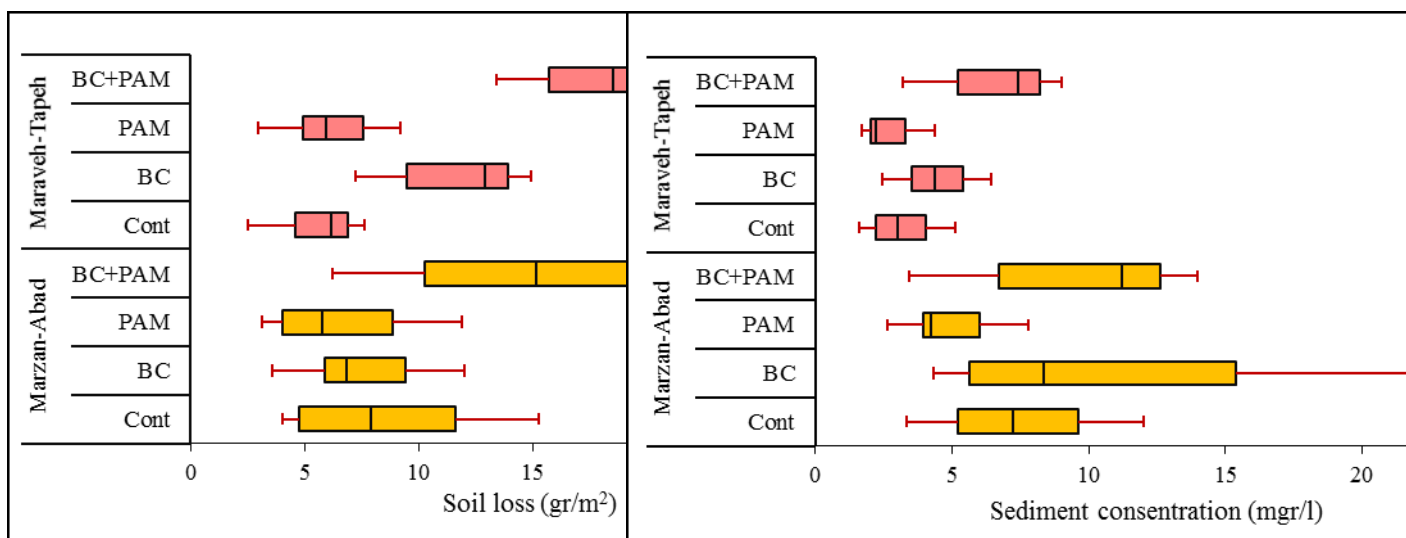 Maraveh-Tapeh
BC+PAM
PAM
BC
Cont
Marzan-Abad
BC+PAM
PAM
BC
Cont
0 5 10 15
Soil loss (gr/m²)
Maraveh-Tapeh
BC+PAM
PAM
BC
Cont
Marzan-Abad
BC+PAM
PAM
BC
Cont
0 5 10 15 20
Sediment consentration (mgr/l)